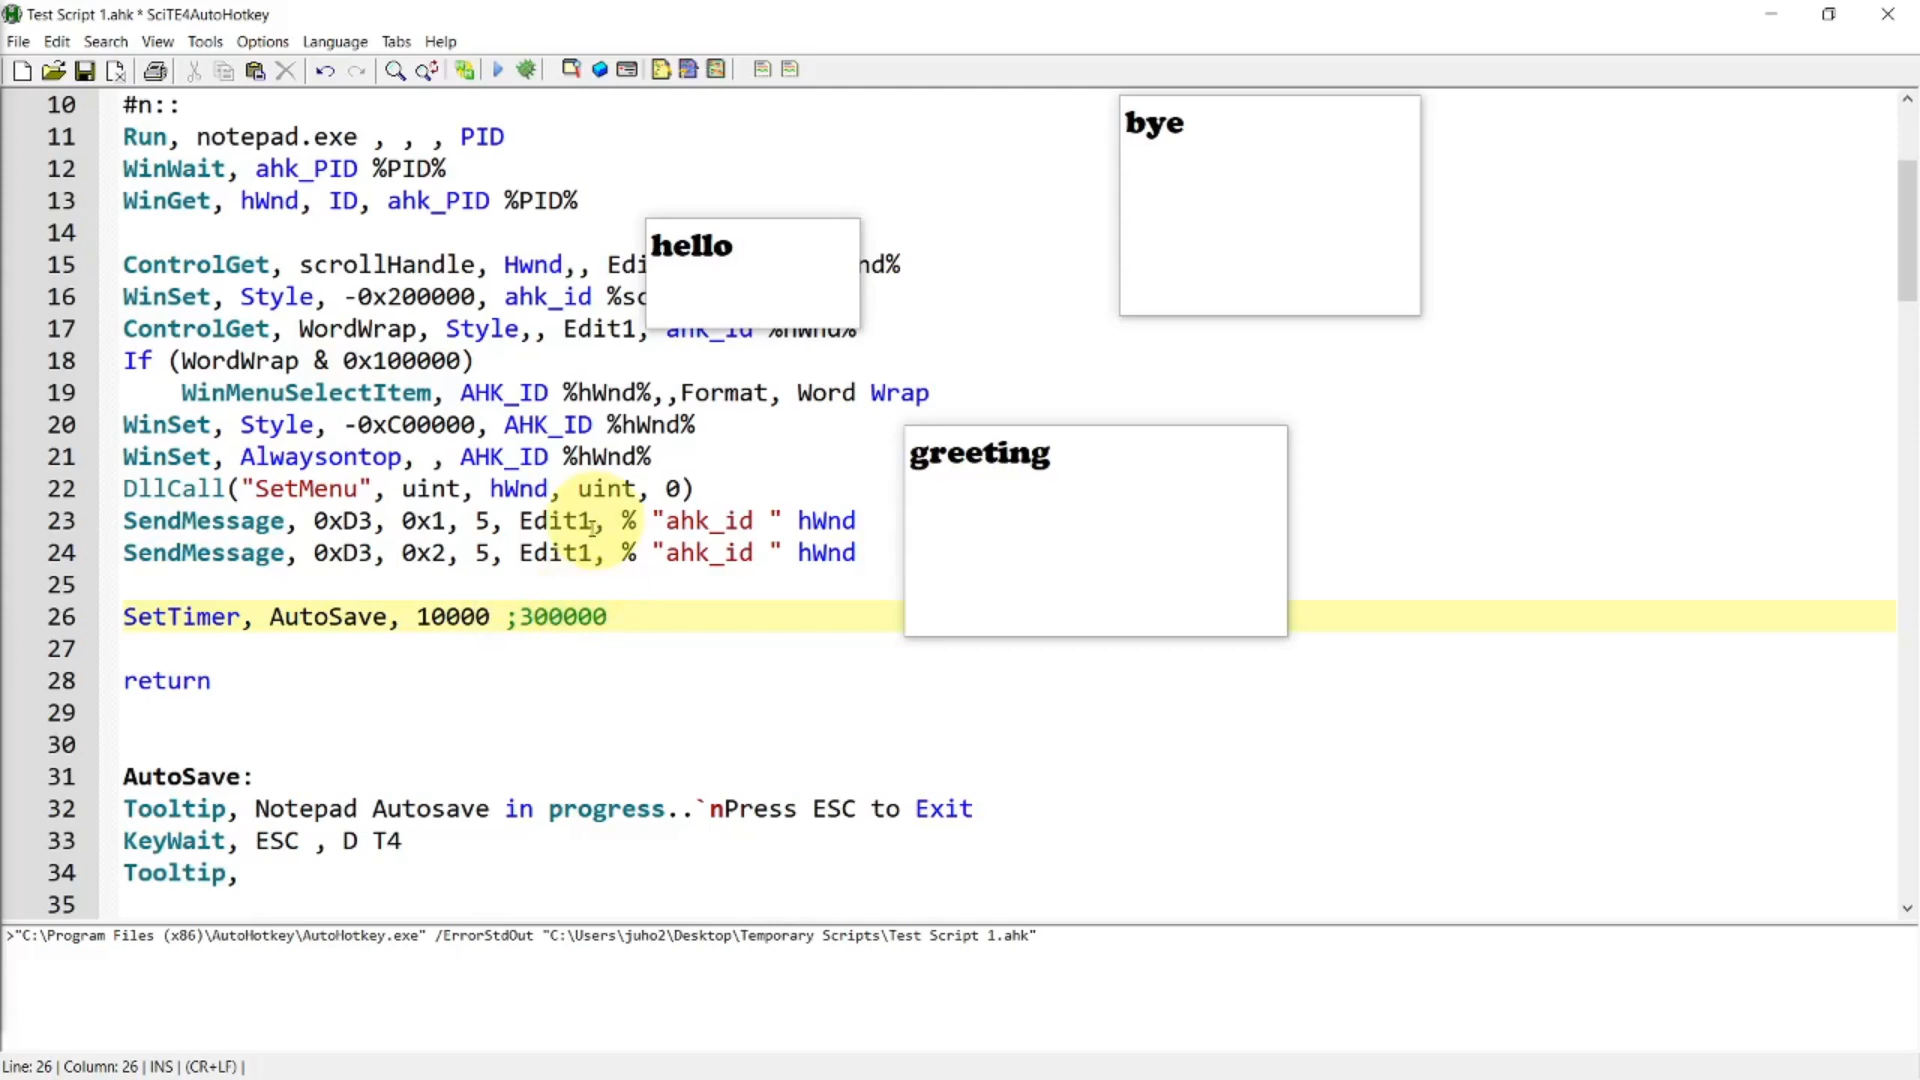 Test Script 1.ahk * SciTE4AutoHotkey
File Edit Search View Tools Options Language Tabs Help
10 #n::
11 Run, notepad.exe , , , PID
12 WinWait, ahk_PID %PID%
13 WinGet, hWnd, ID, ahk_PID %PID%
14
15 ControlGet, scrollHandle, Hwnd,, Edi nd%
16 WinSet, Style, -0x200000, ahk_id %sc
17 ControlGet, WordWrap, Style,, Edit1, ahk_id %hWnd%
18 If (WordWrap & 0x100000)
19 WinMenuSelectItem, AHK_ID %hWnd%,,Format, Word Wrap
20 WinSet, Style, -0xC00000, AHK_ID %hWnd%
21 WinSet, Alwaysontop, , AHK_ID %hWnd%
22 DllCall("SetMenu", uint, hWnd, uint, 0)
23 SendMessage, 0xD3, 0x1, 5, Edit1, % "ahk_id " hWnd
24 SendMessage, 0xD3, 0x2, 5, Edit1, % "ahk_id " hWnd
25
26 SetTimer, AutoSave, 10000 ;300000
27
28 return
29
30
31 AutoSave:
32 Tooltip, Notepad Autosave in progress..`nPress ESC to Exit
33 KeyWait, ESC , D T4
34 Tooltip,
35
hello
bye
greeting
>"C:\Program Files (x86)\AutoHotkey\AutoHotkey.exe" /ErrorStdOut "C:\Users\juho2\Desktop\Temporary Scripts\Test Script 1.ahk"
Line: 26 | Column: 26 | INS | (CR+LF) |